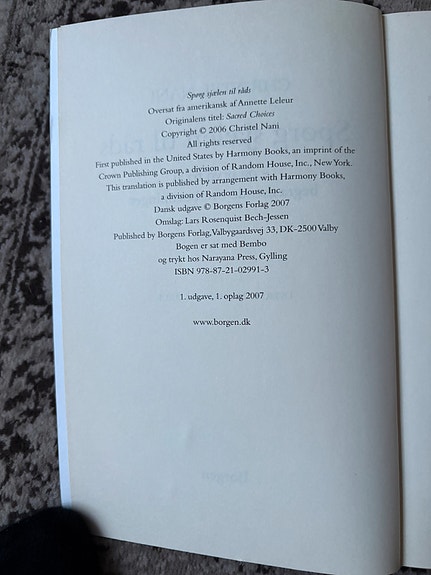 Spørg sjælen til råds
Oversat fra amerikansk af Annette Leleur
Originalens titel: Sacred Choices
Copyright © 2006 Christel Nani
All rights reserved
First published in the United States by Harmony Books, an imprint of the
Crown Publishing Group, a division of Random House, Inc., New York.
This translation is published by arrangement with Harmony Books,
a division of Random House, Inc.
Dansk udgave © Borgens Forlag 2007
Omslag: Lars Rosenquist Bech-Jessen
Published by Borgens Forlag, Valbygaardsvej 33, DK-2500 Valby
Bogen er sat med Bembo
og trykt hos Narayana Press, Gylling
ISBN 978-87-21-02991-3
1. udgave, 1. oplag 2007
www.borgen.dk